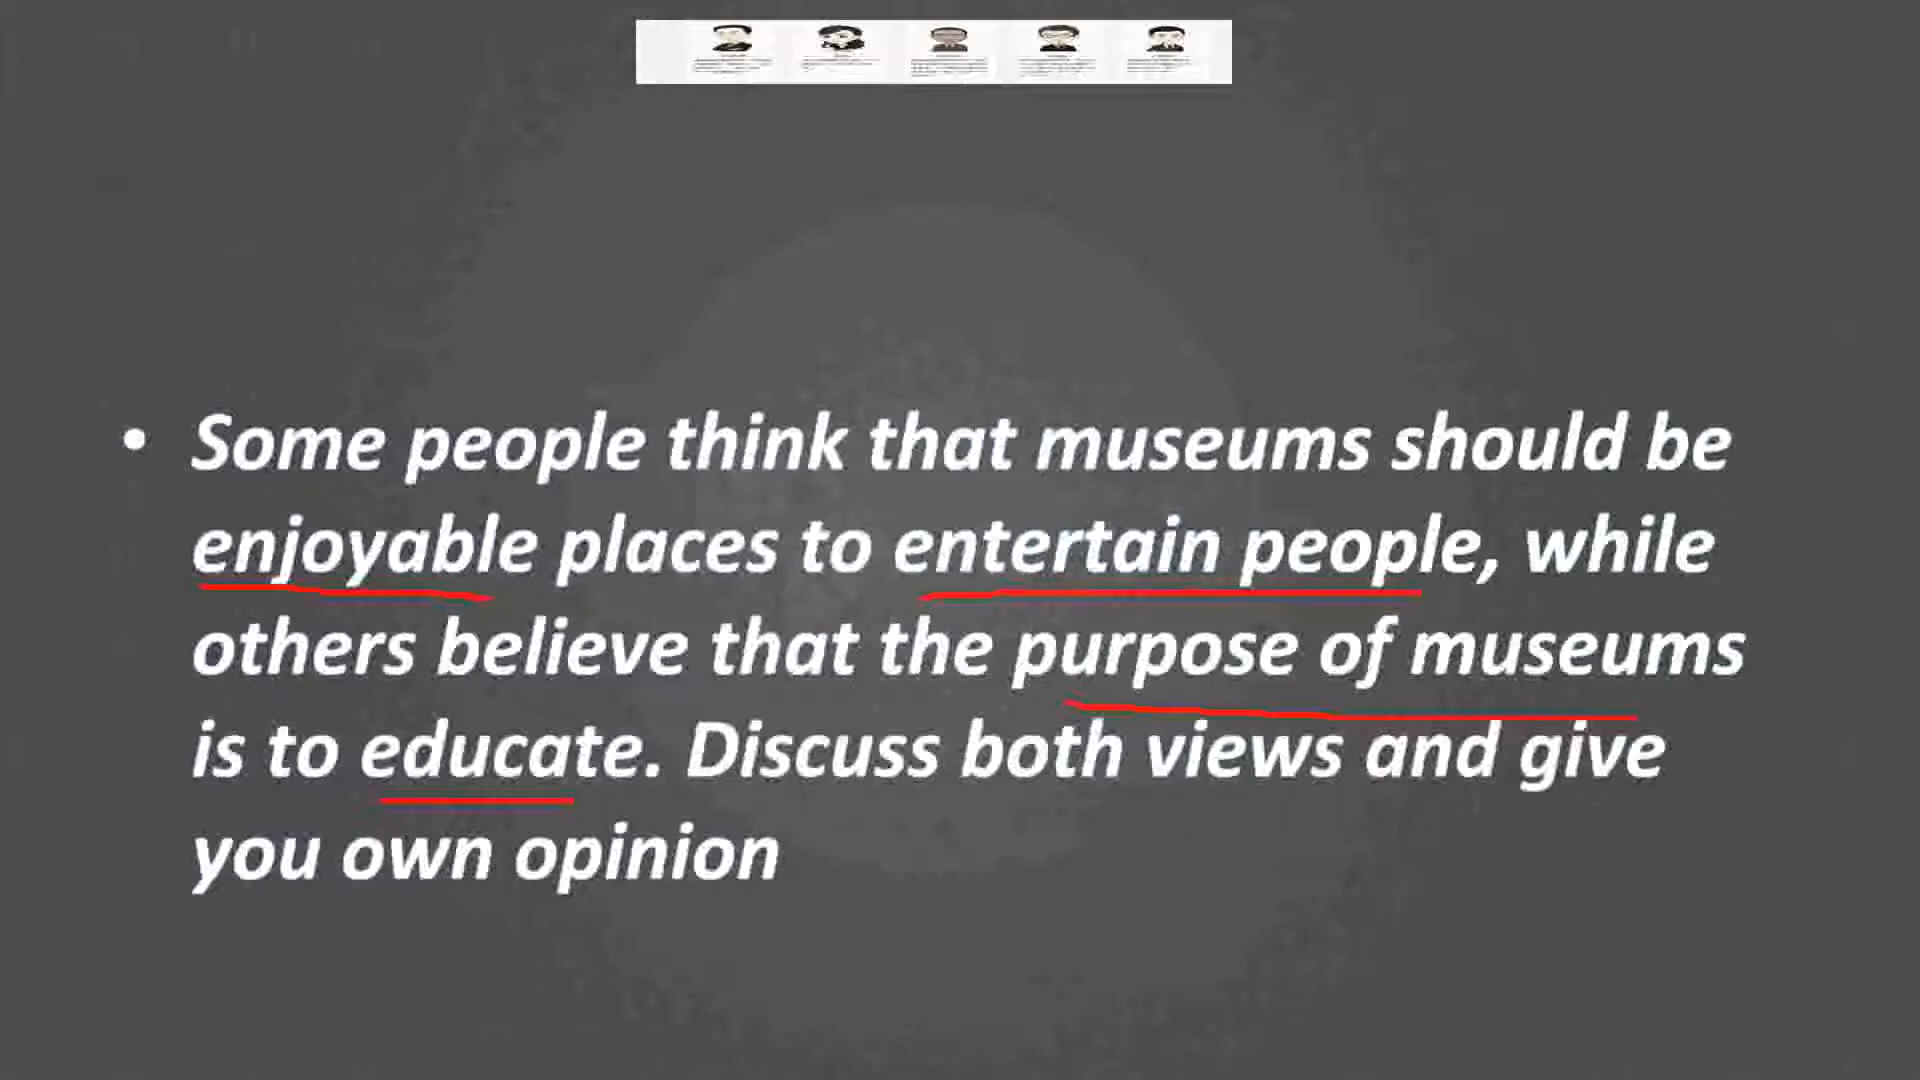 • Some people think that museums should be
enjoyable places to entertain people, while
others believe that the purpose of museums
is to educate. Discuss both views and give
you own opinion